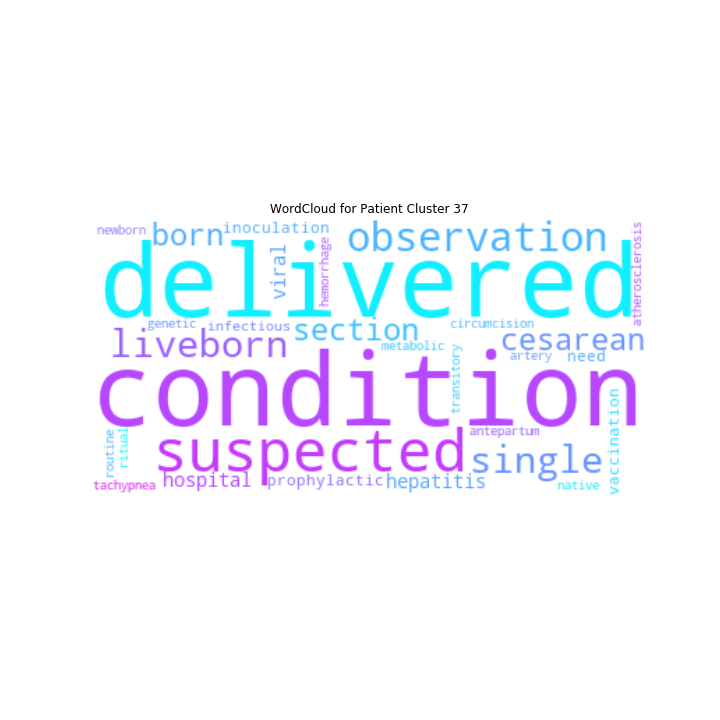 WordCloud for Patient Cluster 37
newborn
born
inoculation
observation
viral
hemorrhage
atherosclerosis
delivered
genetic
infectious
section
circumcision
liveborn
metabolic
cesarean
artery
need
transitory
condition
routine
ritual
suspected
antepartum
single
vaccination
tachypnea
hospital
prophylactic
hepatitis
native